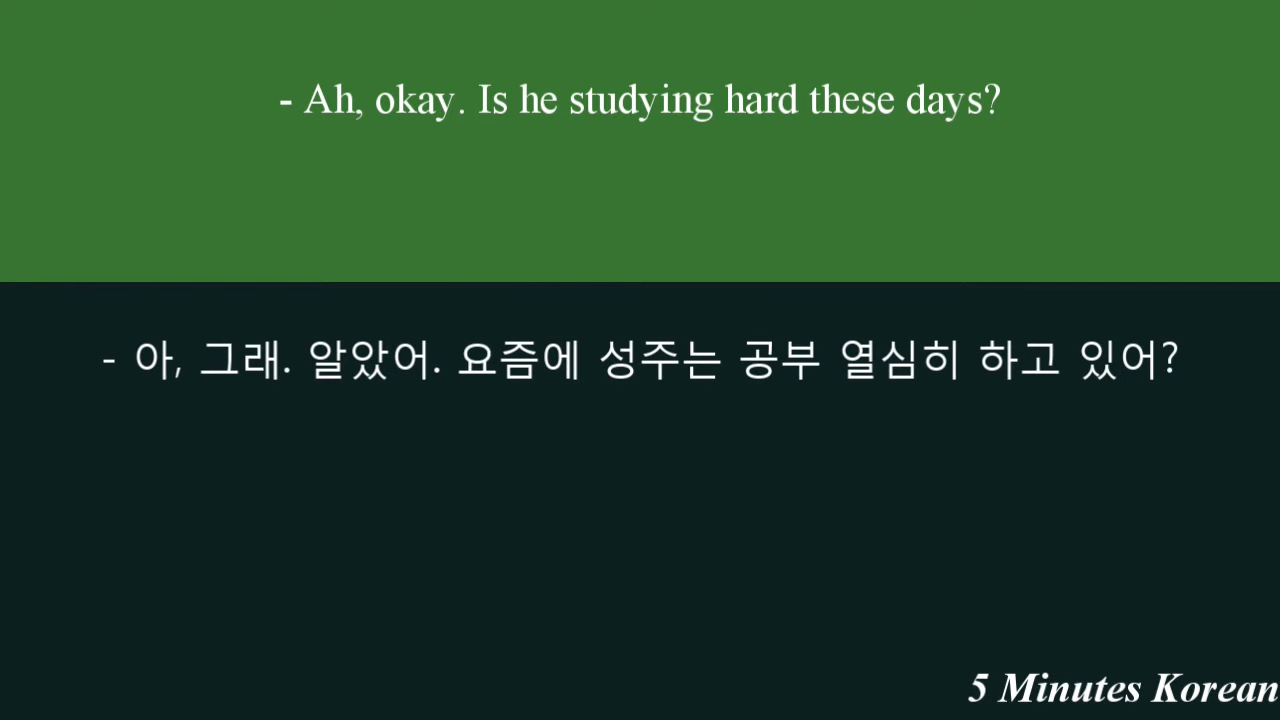 - Ah, okay. Is he studying hard these days?
- 아, 그래. 알았어. 요즘에 성주는 공부 열심히 하고 있어?
5 Minutes Korean